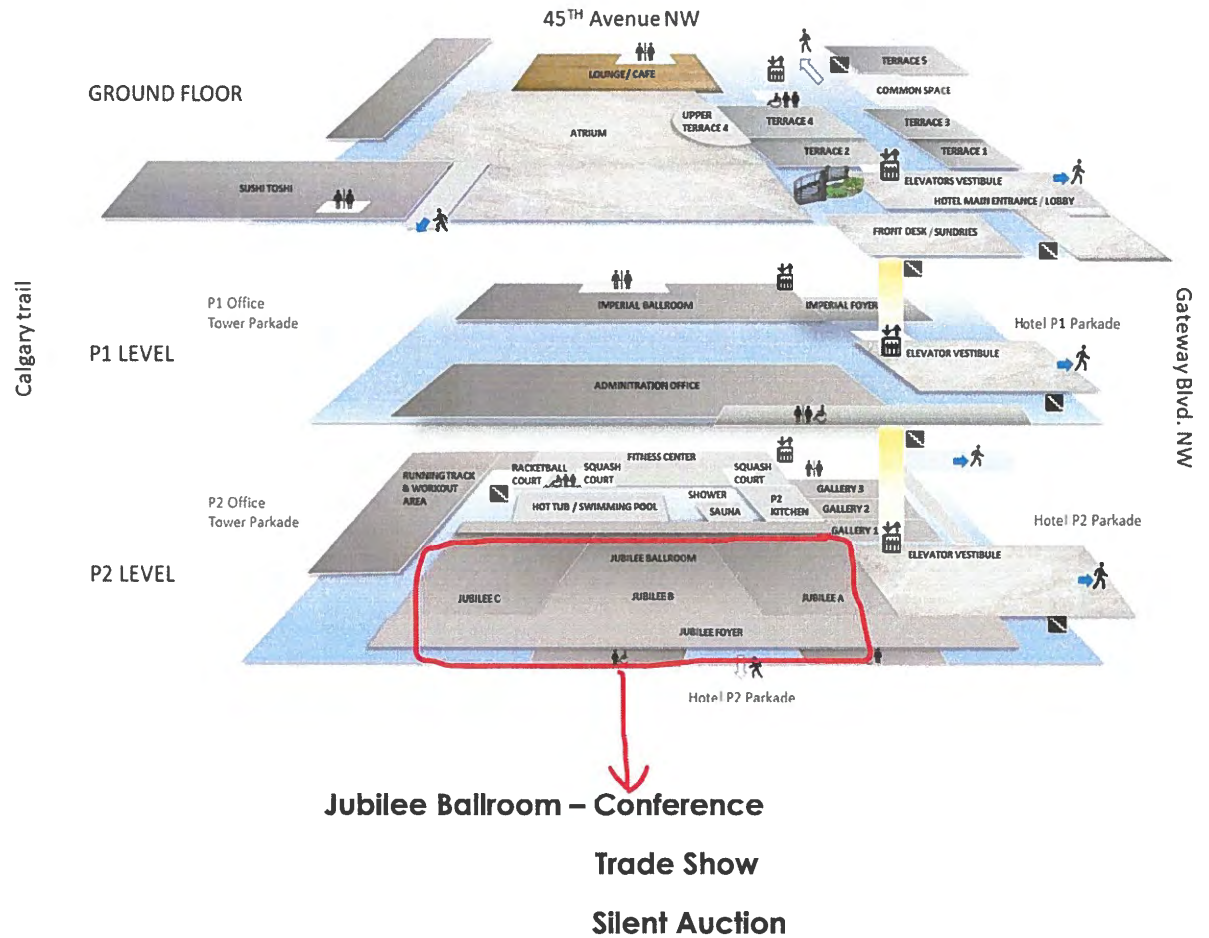 45TH Avenue NW
GROUND FLOOR
LOUNGE/ CAFE
TERRACE 5
COMMON SPACE
UPPER
TERRACE 4
TERRACE 4
TERRACE 3
ATRIUM
TERRACE 2
TERRACE 1
SUSHI TOSHI
ELEVATORS VESTIBULE
HOTEL MAIN ENTRANCE / LOBBY
FRONT DESK / SUNDRIES
Calgary trail
Gateway Blvd. NW
P1 Office
Tower Parkade
IMPERIAL BALLROOM
IMPERIAL FOYER
Hotel P1 Parkade
P1 LEVEL
ELEVATOR VESTIBULE
ADMINITRATION OFFICE
FITNESS CENTER
RUNNING TRACK
& WORKOUT
AREA
RACKETBALL
COURT
SQUASH
COURT
SQUASH
COURT
GALLERY 3
P2 Office
Tower Parkade
HOT TUB / SWIMMING POOL
SHOWER
SAUNA
P2
KITCHEN
GALLERY 2
GALLERY 1
Hotel P2 Parkade
ELEVATOR VESTIBULE
P2 LEVEL
JUBILEE BALLROOM
JUBILEE C
JUBILEE B
JUBILEE A
JUBILEE FOYER
Hotel P2 Parkade
Jubilee Ballroom – Conference
Trade Show
Silent Auction